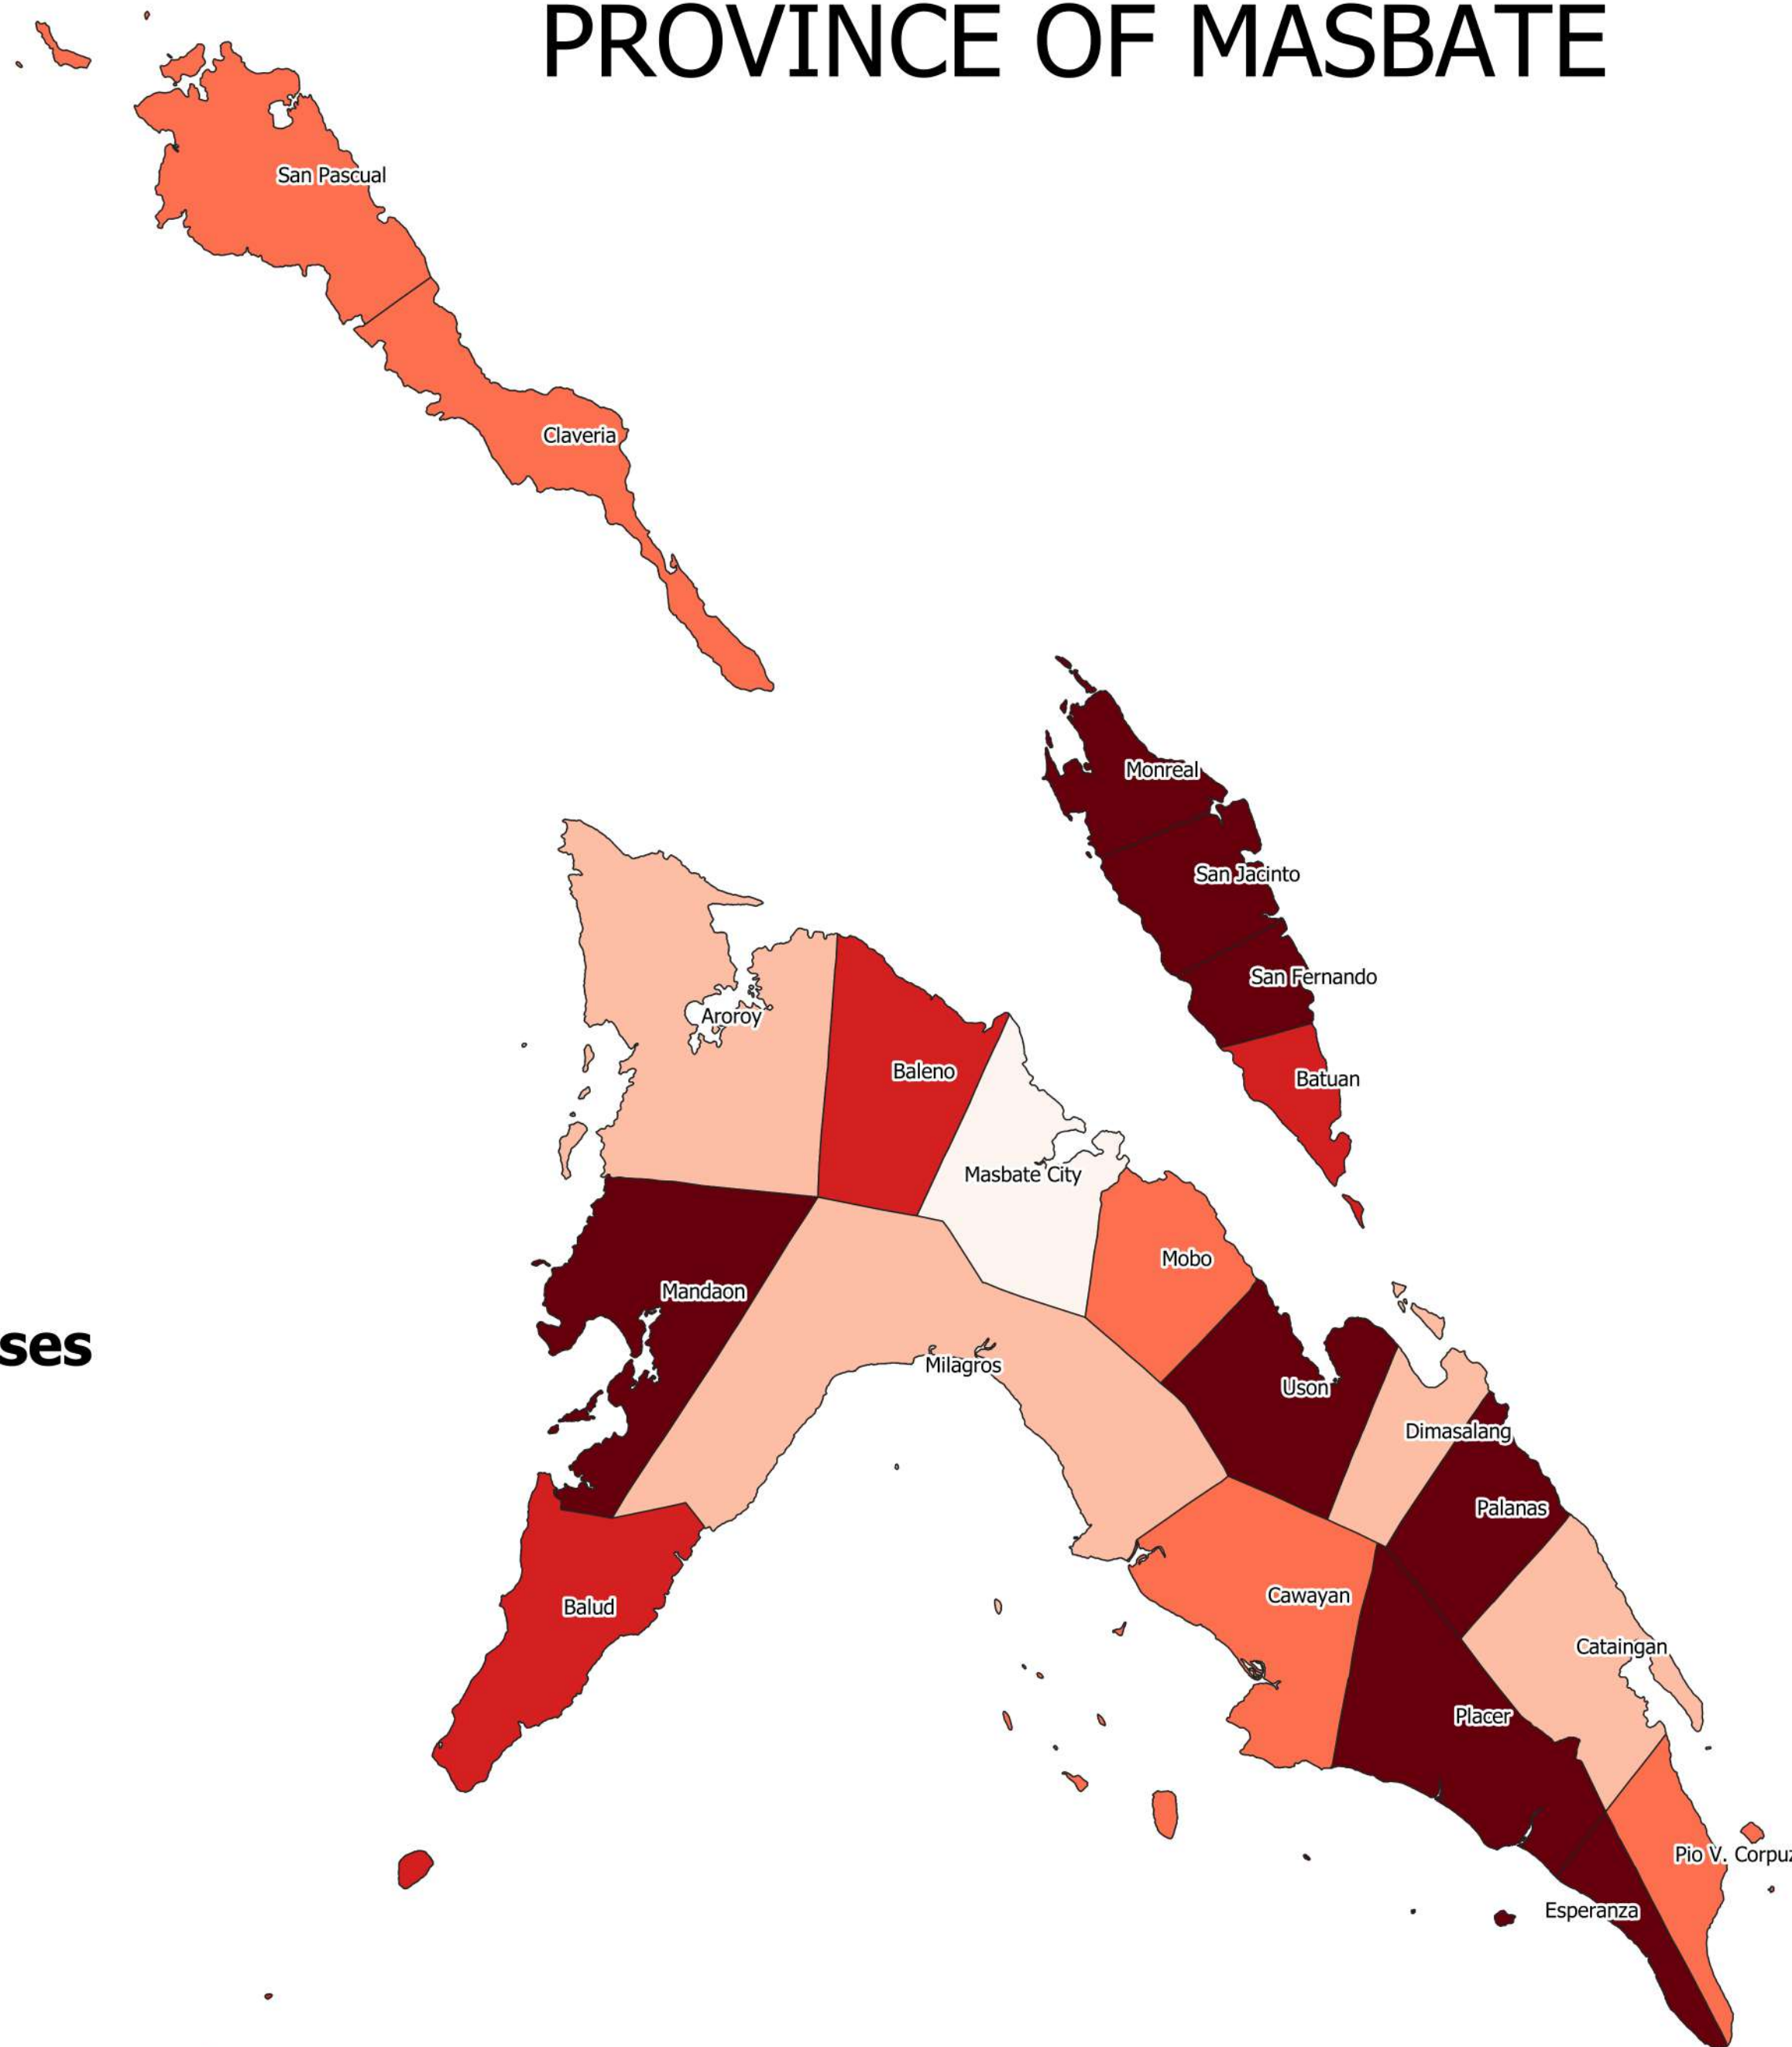 PROVINCE OF MASBATE
San Pascual
Claveria
Monreal
San Jacinto
San Fernando
Aroroy
Baleno
Batuan
Masbate City
Mobo
Mandaon
ses
Milagros
Uson
Dimasalang
Palanas
Cawayan
Balud
Cataingan
Placer
Pio V. Corpuz
Esperanza